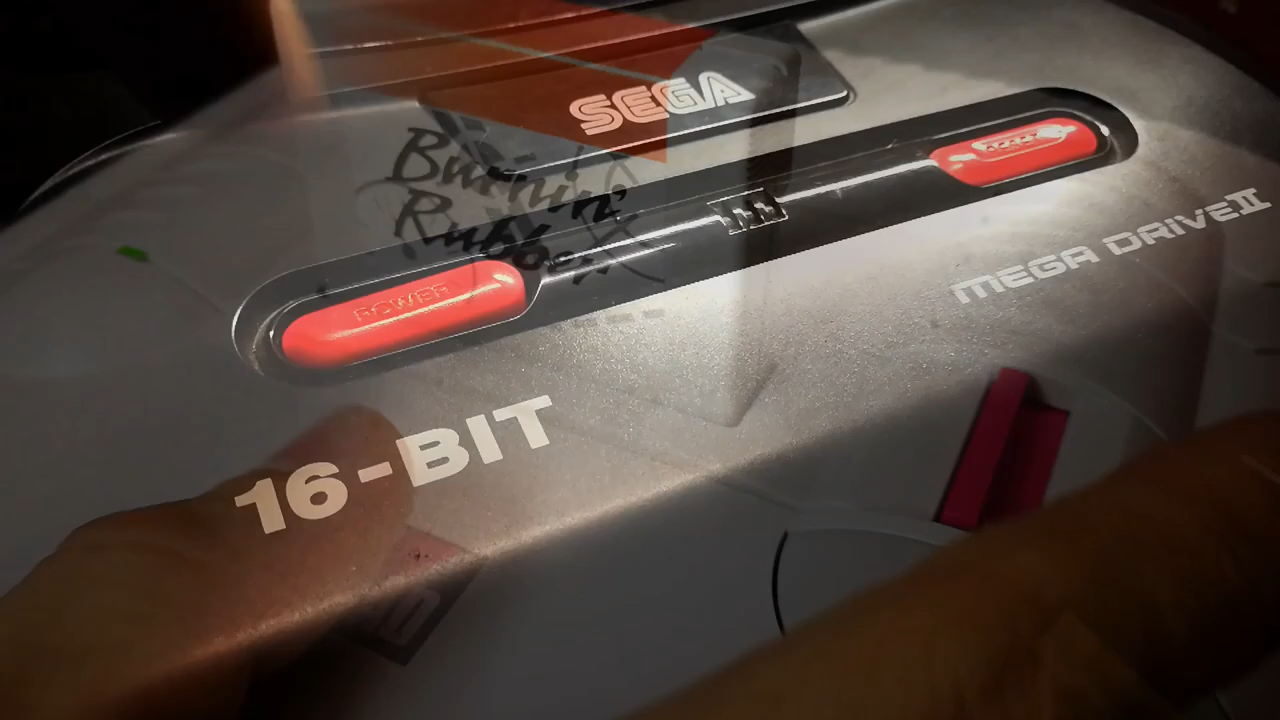 SEGA
Burnin'
Rubber
POWER
MEGA DRIVE II
16-BIT